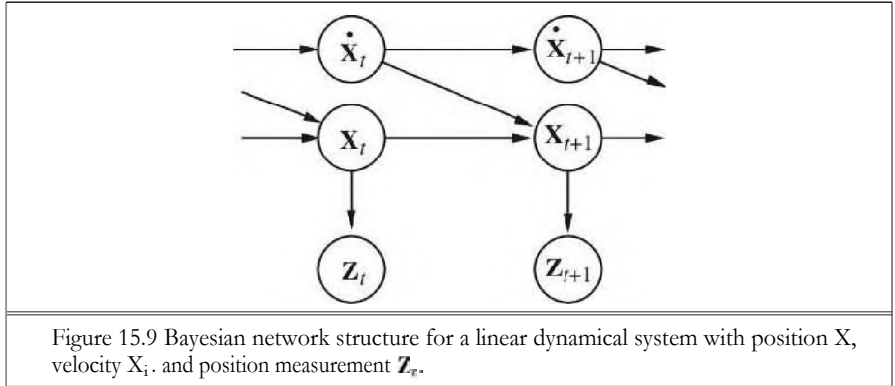 Ẋt Ẋt+1
Xt Xt+1
Zt Zt+1
Figure 15.9 Bayesian network structure for a linear dynamical system with position X,
velocity Xi. and position measurement